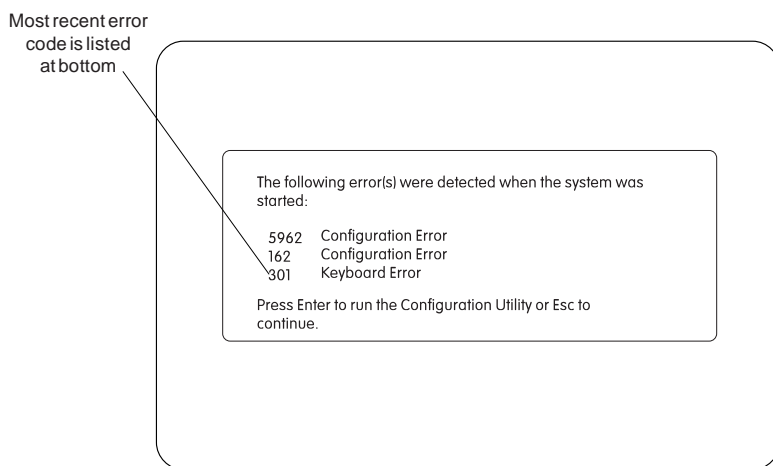 Most recent error
code is listed
at bottom
The following error(s) were detected when the system was
started:
5962 Configuration Error
162 Configuration Error
301 Keyboard Error
Press Enter to run the Configuration Utility or Esc to
continue.